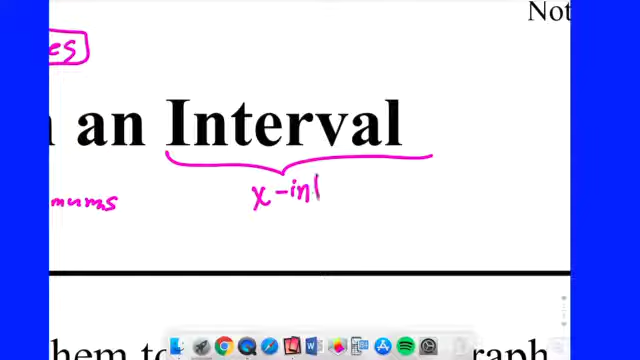 Not
es
an Interval
mums
x-int
hem to raph